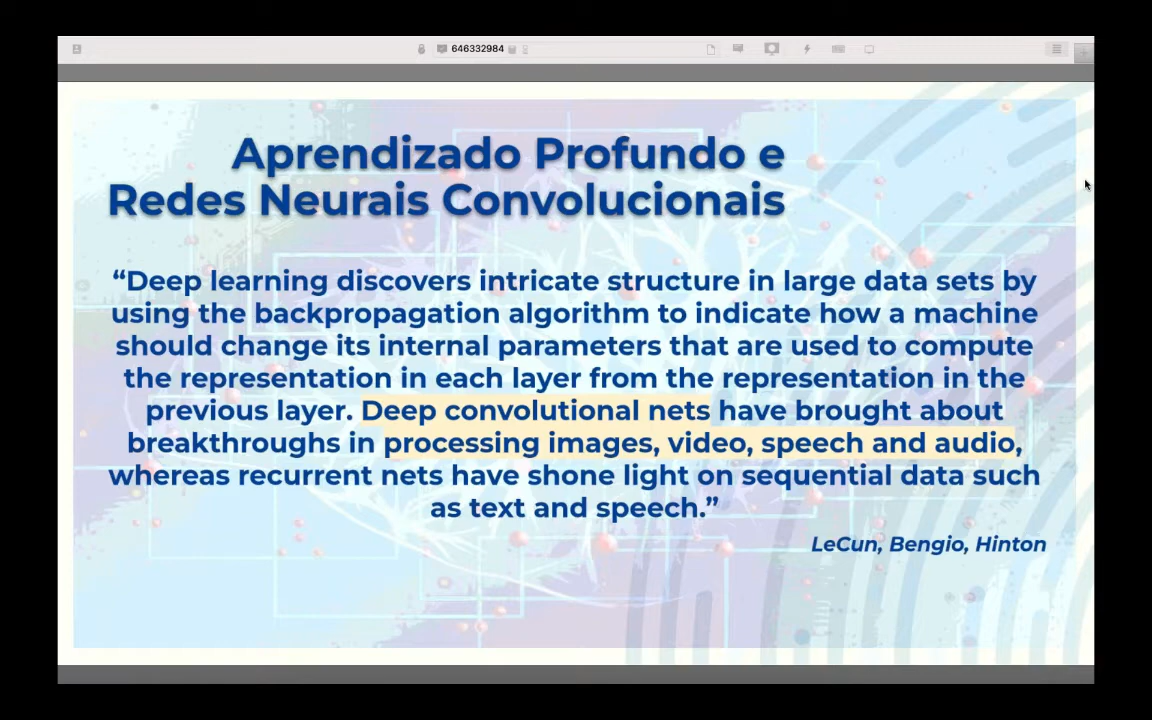 646332984
Aprendizado Profundo e
Redes Neurais Convolucionais
“Deep learning discovers intricate structure in large data sets by
using the backpropagation algorithm to indicate how a machine
should change its internal parameters that are used to compute
the representation in each layer from the representation in the
previous layer. Deep convolutional nets have brought about
breakthroughs in processing images, video, speech and audio,
whereas recurrent nets have shone light on sequential data such
as text and speech.”
LeCun, Bengio, Hinton